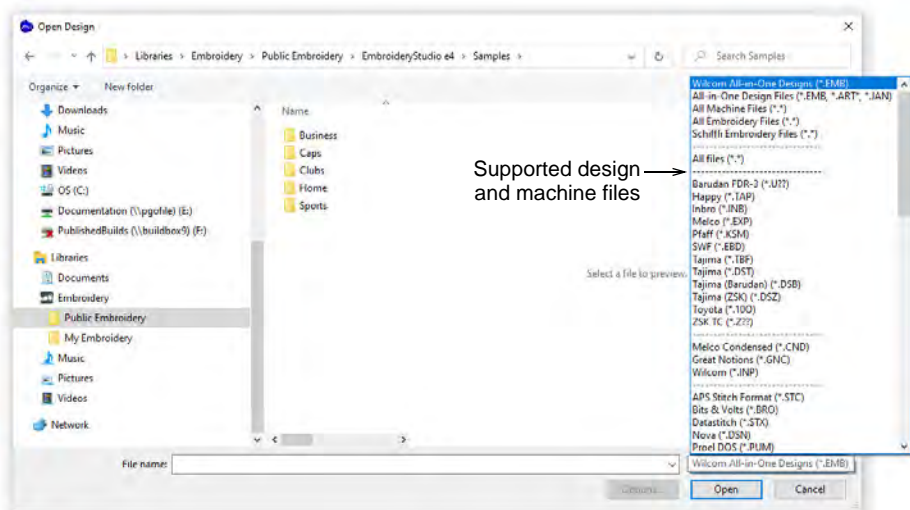 Open Design
Libraries > Embroidery > Public Embroidery > EmbroideryStudio e4 > Samples >
Search Samples
Organize
New folder
Downloads
Music
Pictures
Videos
OS (C:)
Documentation (\\pgofile) (E:)
PublishedBuilds (\\buildbox9) (F:)
Libraries
Documents
Embroidery
Public Embroidery
My Embroidery
Music
Pictures
Videos
Network
Name
Business
Caps
Clubs
Home
Sports
Supported design
and machine files
Select a file to preview.
Wilcom All-in-One Designs (*.EMB)
All-in-One Design Files (*.EMB, *.ART*, *.JAN)
All Machine Files (*.*)
All Embroidery Files (*.*)
Schiffli Embroidery Files (*.*)
All files (*.*)
Barudan FDR-3 (*.U??)
Happy (*.TAP)
Inbro (*.INB)
Melco (*.EXP)
Pfaff (*.KSM)
SWF (*.EBD)
Tajima (*.TBF)
Tajima (*.DST)
Tajima (Barudan) (*.DSB)
Tajima (ZSK) (*.DSZ)
Toyota (*.10O)
ZSK TC (*.Z??)
Melco Condensed (*.CND)
Great Notions (*.GNC)
Wilcom (*.INP)
APS Stitch Format (*.STC)
Bits & Volts (*.BRO)
Datastitch (*.STX)
Nova (*.DSN)
Proel DOS (*.PUM)
File name:
Wilcom All-in-One Designs (*.EMB)
Options...
Open
Cancel